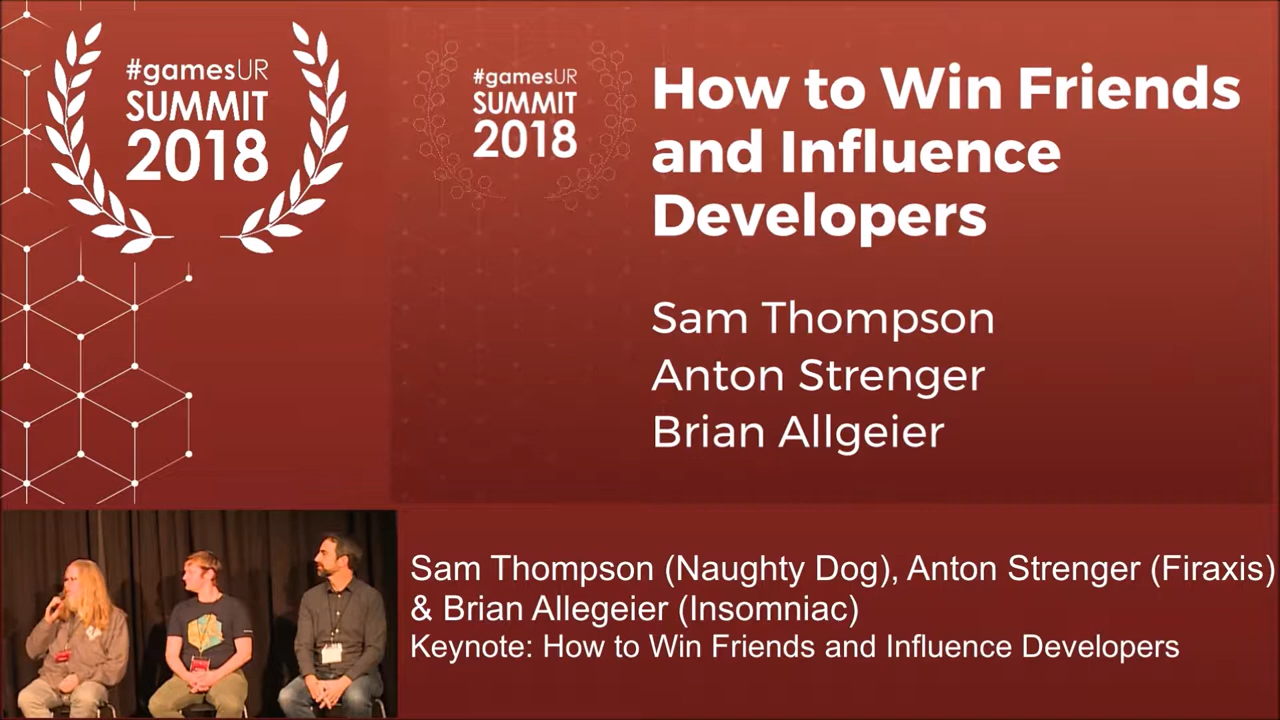 #gamesUR
SUMMIT
2018
#gamesUR
SUMMIT
2018
How to Win Friends
and Influence
Developers
Sam Thompson
Anton Strenger
Brian Allgeier
Sam Thompson (Naughty Dog), Anton Strenger (Firaxis)
& Brian Allegeier (Insomniac)
Keynote: How to Win Friends and Influence Developers